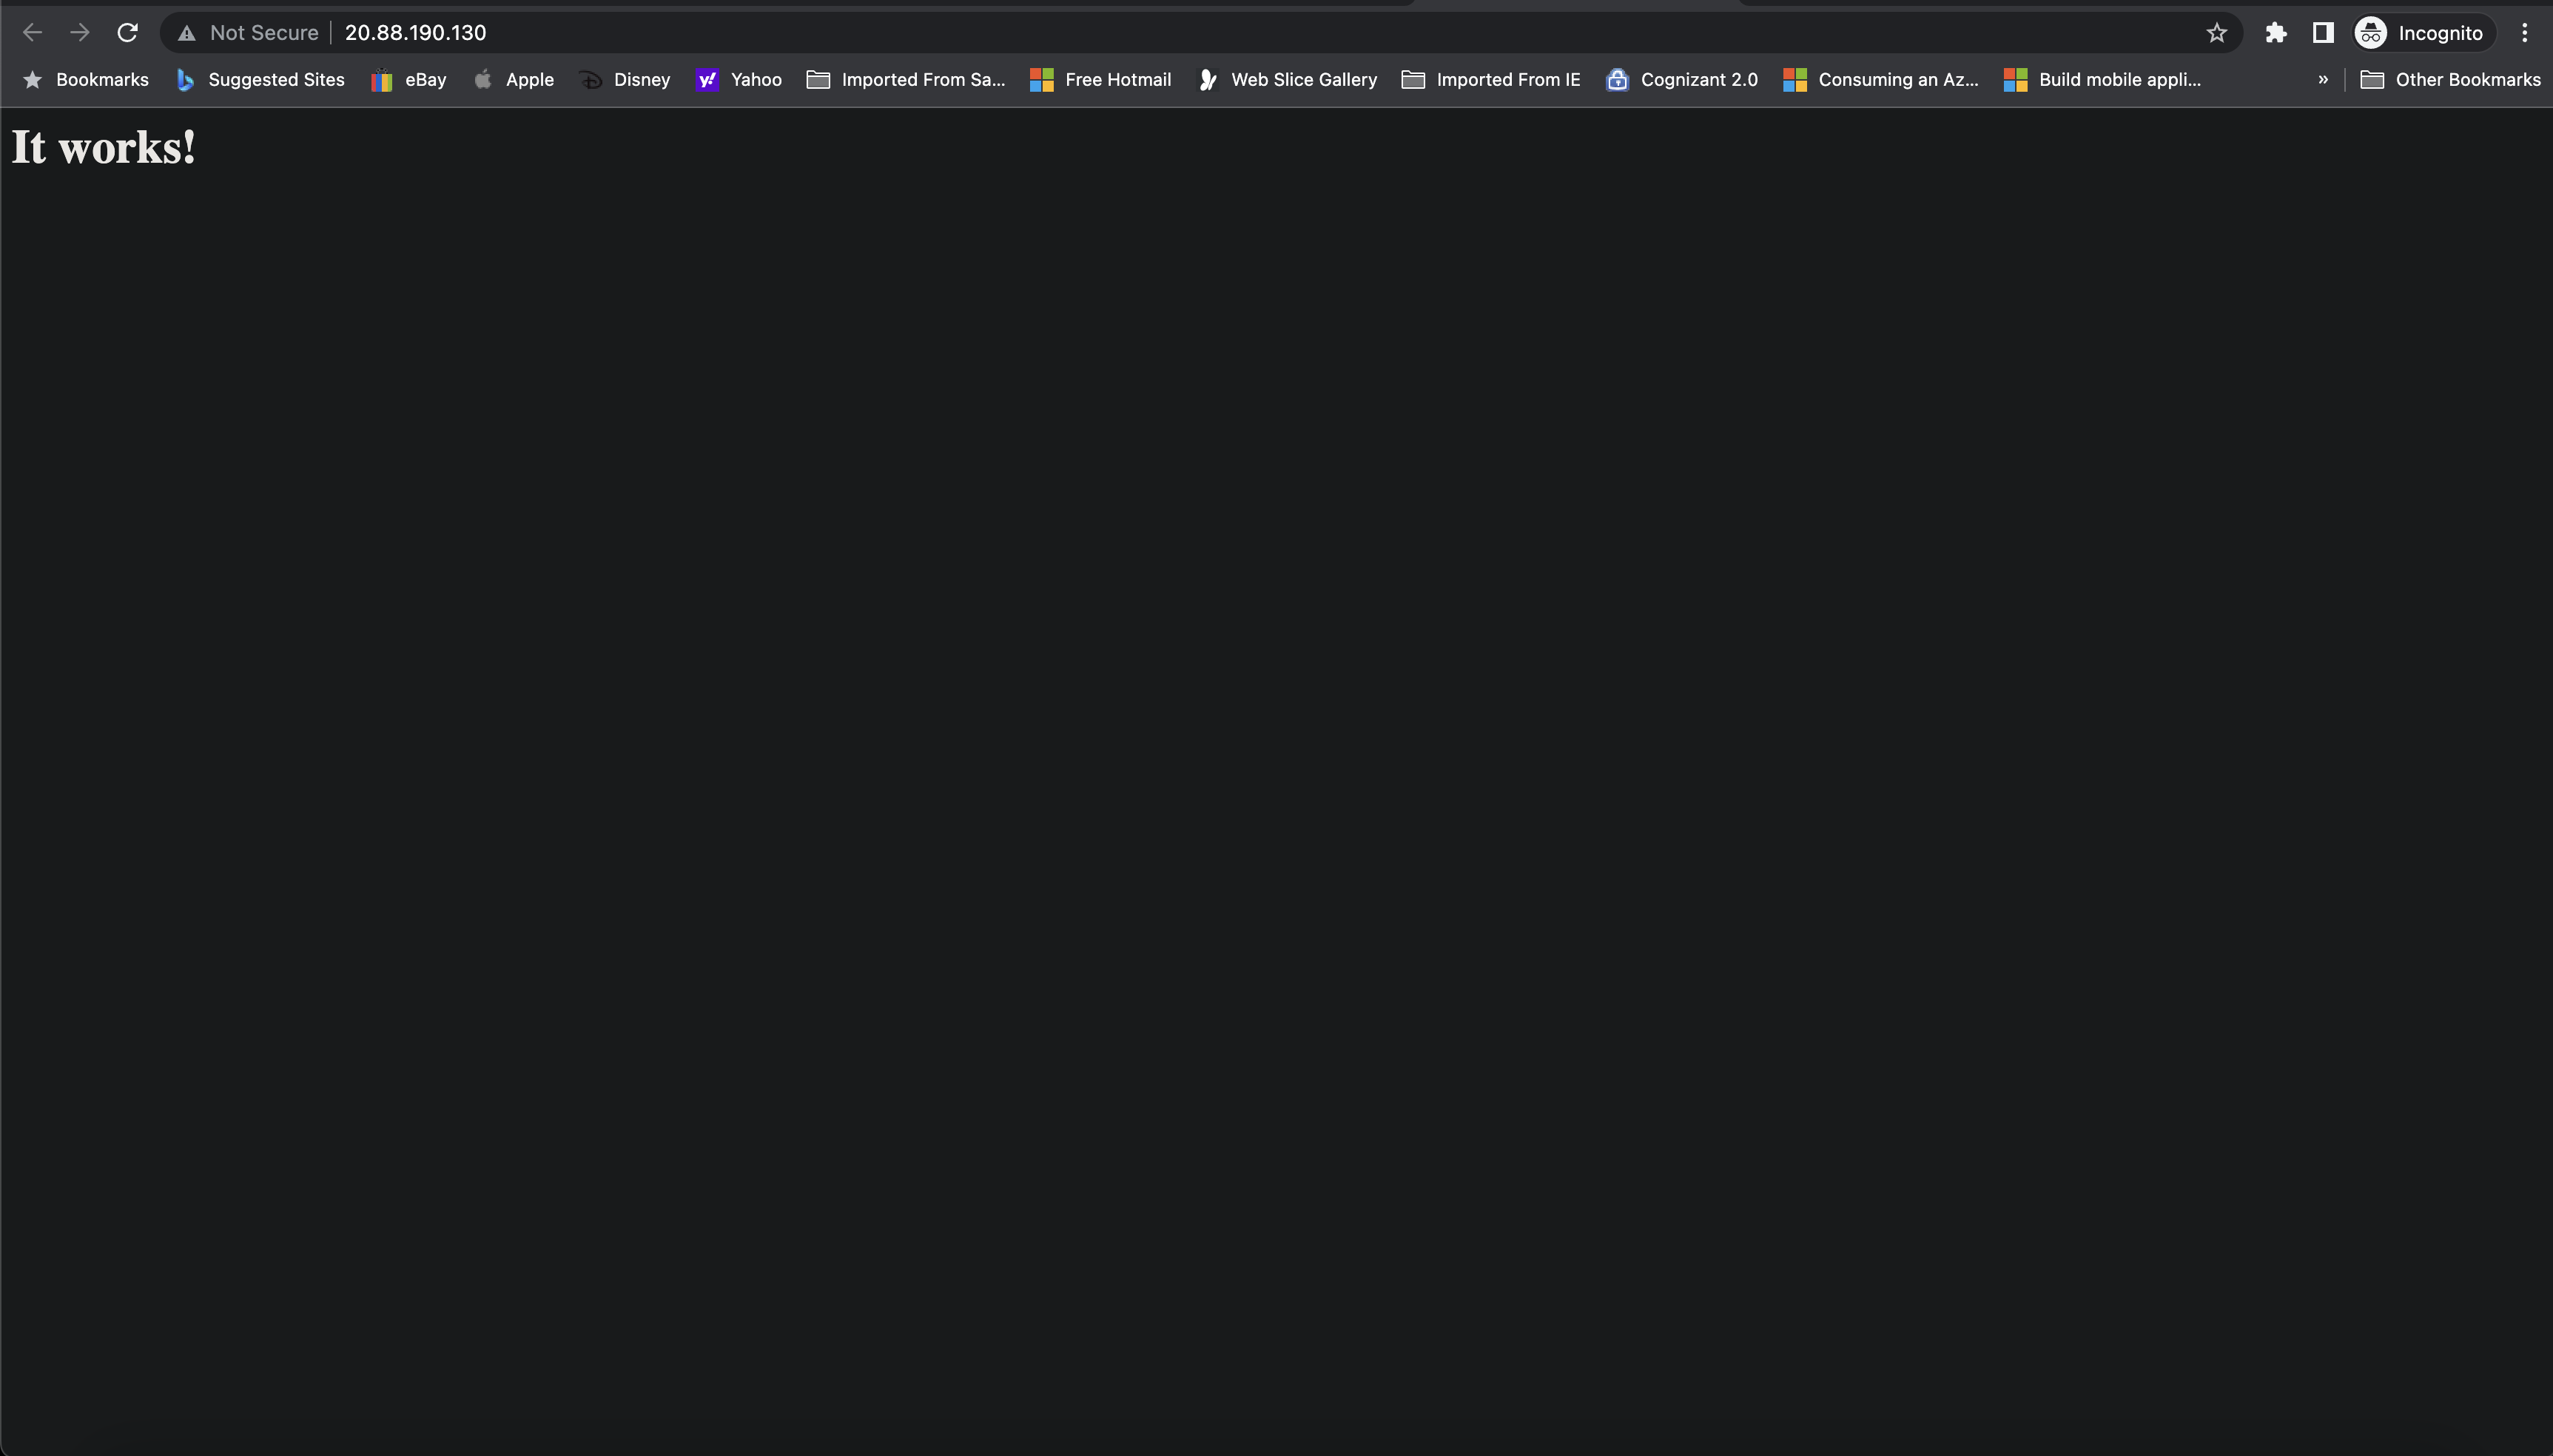 Not Secure 20.88.190.130 Incognito
Bookmarks Suggested Sites eBay Apple Disney Yahoo Imported From Sa... Free Hotmail Web Slice Gallery Imported From IE Cognizant 2.0 Consuming an Az... Build mobile appli... » Other Bookmarks
It works!